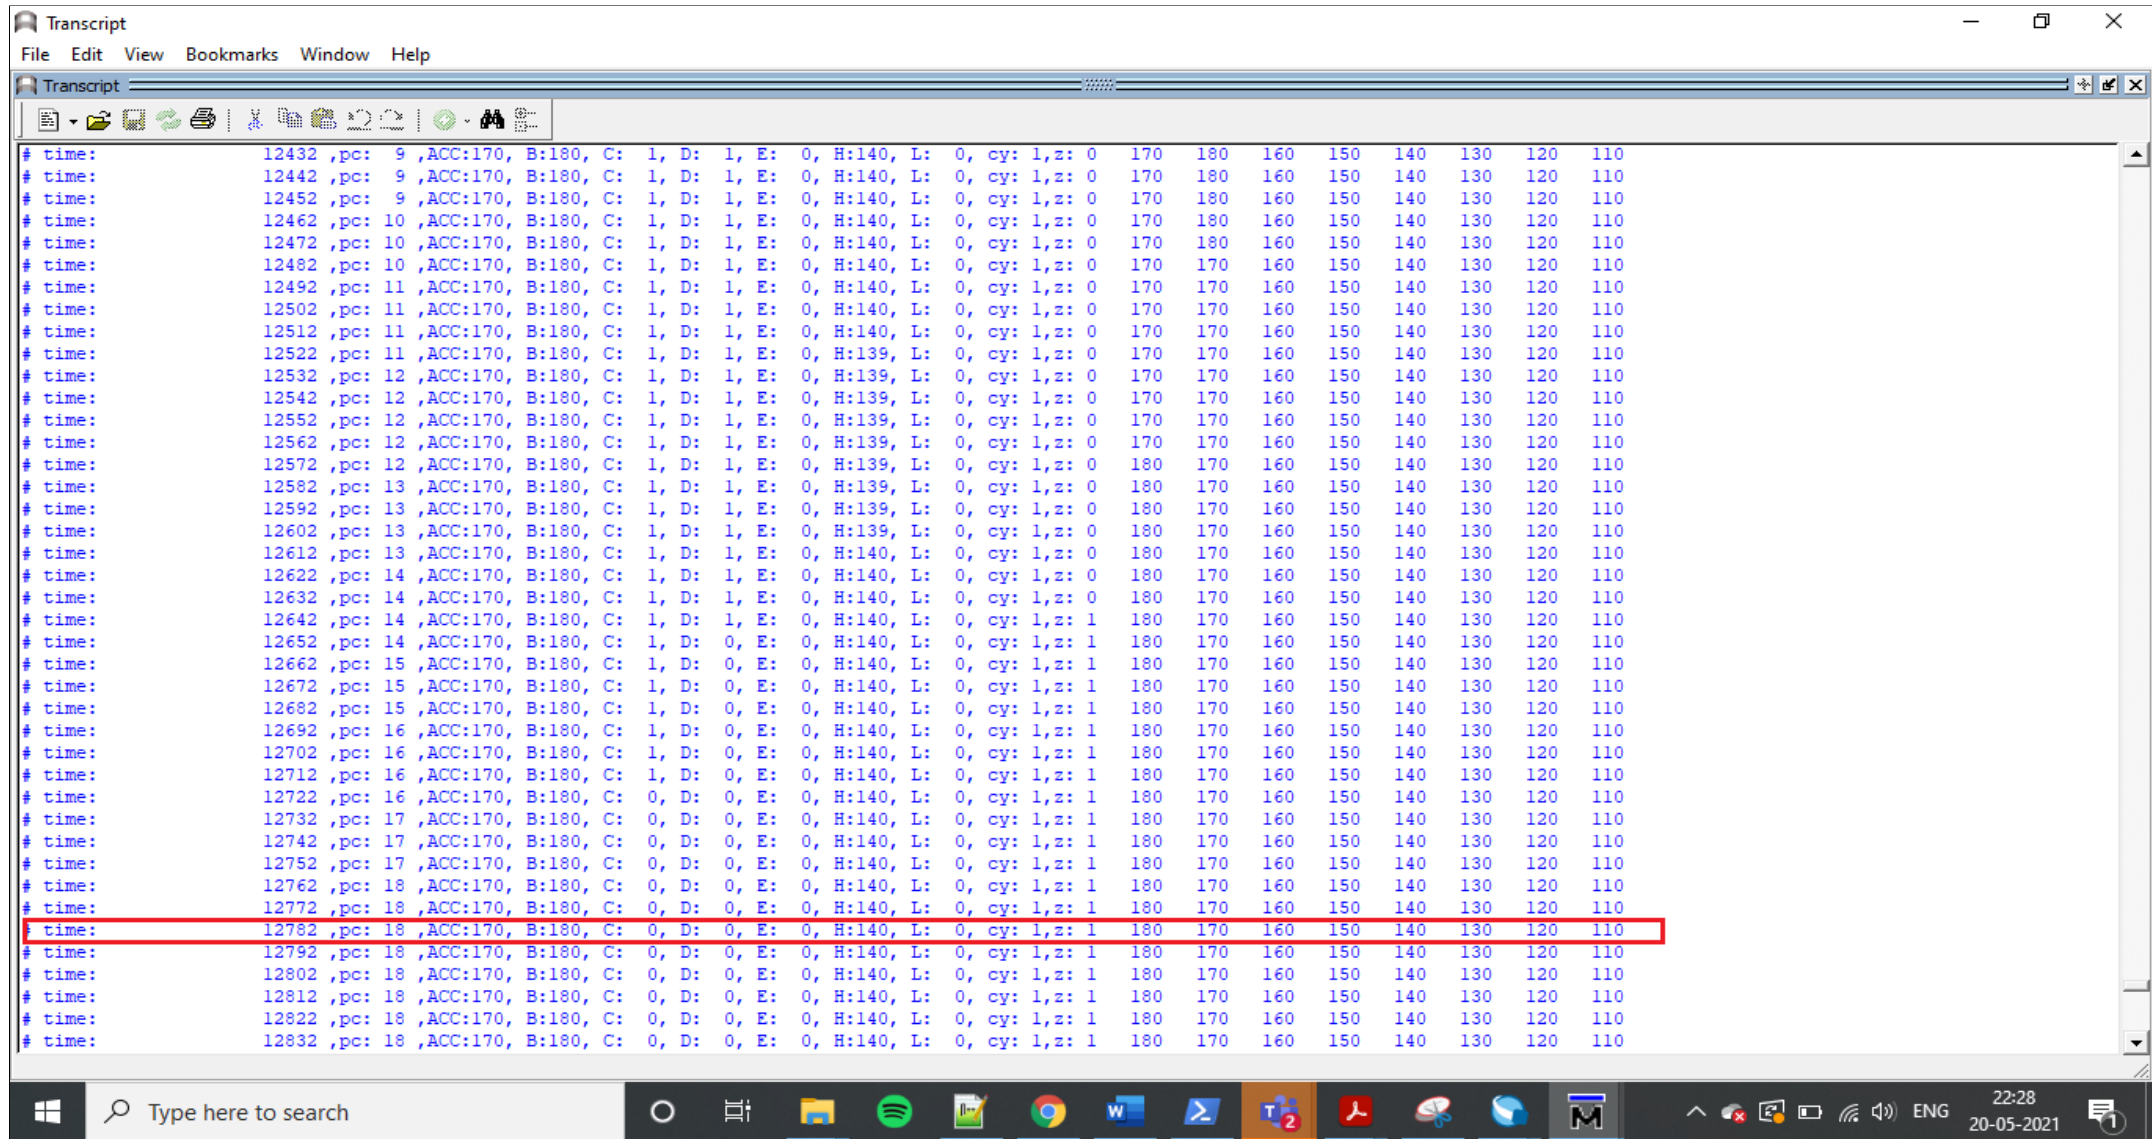 Transcript
File Edit View Bookmarks Window Help
Transcript
# time: 12432 ,pc: 9 ,ACC:170, B:180, C: 1, D: 1, E: 0, H:140, L: 0, cy: 1,z: 0 170 180 160 150 140 130 120 110
# time: 12442 ,pc: 9 ,ACC:170, B:180, C: 1, D: 1, E: 0, H:140, L: 0, cy: 1,z: 0 170 180 160 150 140 130 120 110
# time: 12452 ,pc: 9 ,ACC:170, B:180, C: 1, D: 1, E: 0, H:140, L: 0, cy: 1,z: 0 170 180 160 150 140 130 120 110
# time: 12462 ,pc: 10 ,ACC:170, B:180, C: 1, D: 1, E: 0, H:140, L: 0, cy: 1,z: 0 170 180 160 150 140 130 120 110
# time: 12472 ,pc: 10 ,ACC:170, B:180, C: 1, D: 1, E: 0, H:140, L: 0, cy: 1,z: 0 170 180 160 150 140 130 120 110
# time: 12482 ,pc: 10 ,ACC:170, B:180, C: 1, D: 1, E: 0, H:140, L: 0, cy: 1,z: 0 170 170 160 150 140 130 120 110
# time: 12492 ,pc: 11 ,ACC:170, B:180, C: 1, D: 1, E: 0, H:140, L: 0, cy: 1,z: 0 170 170 160 150 140 130 120 110
# time: 12502 ,pc: 11 ,ACC:170, B:180, C: 1, D: 1, E: 0, H:140, L: 0, cy: 1,z: 0 170 170 160 150 140 130 120 110
# time: 12512 ,pc: 11 ,ACC:170, B:180, C: 1, D: 1, E: 0, H:140, L: 0, cy: 1,z: 0 170 170 160 150 140 130 120 110
# time: 12522 ,pc: 11 ,ACC:170, B:180, C: 1, D: 1, E: 0, H:139, L: 0, cy: 1,z: 0 170 170 160 150 140 130 120 110
# time: 12532 ,pc: 12 ,ACC:170, B:180, C: 1, D: 1, E: 0, H:139, L: 0, cy: 1,z: 0 170 170 160 150 140 130 120 110
# time: 12542 ,pc: 12 ,ACC:170, B:180, C: 1, D: 1, E: 0, H:139, L: 0, cy: 1,z: 0 170 170 160 150 140 130 120 110
# time: 12552 ,pc: 12 ,ACC:170, B:180, C: 1, D: 1, E: 0, H:139, L: 0, cy: 1,z: 0 170 170 160 150 140 130 120 110
# time: 12562 ,pc: 12 ,ACC:170, B:180, C: 1, D: 1, E: 0, H:139, L: 0, cy: 1,z: 0 170 170 160 150 140 130 120 110
# time: 12572 ,pc: 12 ,ACC:170, B:180, C: 1, D: 1, E: 0, H:139, L: 0, cy: 1,z: 0 180 170 160 150 140 130 120 110
# time: 12582 ,pc: 13 ,ACC:170, B:180, C: 1, D: 1, E: 0, H:139, L: 0, cy: 1,z: 0 180 170 160 150 140 130 120 110
# time: 12592 ,pc: 13 ,ACC:170, B:180, C: 1, D: 1, E: 0, H:139, L: 0, cy: 1,z: 0 180 170 160 150 140 130 120 110
# time: 12602 ,pc: 13 ,ACC:170, B:180, C: 1, D: 1, E: 0, H:139, L: 0, cy: 1,z: 0 180 170 160 150 140 130 120 110
# time: 12612 ,pc: 13 ,ACC:170, B:180, C: 1, D: 1, E: 0, H:140, L: 0, cy: 1,z: 0 180 170 160 150 140 130 120 110
# time: 12622 ,pc: 14 ,ACC:170, B:180, C: 1, D: 1, E: 0, H:140, L: 0, cy: 1,z: 0 180 170 160 150 140 130 120 110
# time: 12632 ,pc: 14 ,ACC:170, B:180, C: 1, D: 1, E: 0, H:140, L: 0, cy: 1,z: 0 180 170 160 150 140 130 120 110
# time: 12642 ,pc: 14 ,ACC:170, B:180, C: 1, D: 1, E: 0, H:140, L: 0, cy: 1,z: 1 180 170 160 150 140 130 120 110
# time: 12652 ,pc: 14 ,ACC:170, B:180, C: 1, D: 0, E: 0, H:140, L: 0, cy: 1,z: 1 180 170 160 150 140 130 120 110
# time: 12662 ,pc: 15 ,ACC:170, B:180, C: 1, D: 0, E: 0, H:140, L: 0, cy: 1,z: 1 180 170 160 150 140 130 120 110
# time: 12672 ,pc: 15 ,ACC:170, B:180, C: 1, D: 0, E: 0, H:140, L: 0, cy: 1,z: 1 180 170 160 150 140 130 120 110
# time: 12682 ,pc: 15 ,ACC:170, B:180, C: 1, D: 0, E: 0, H:140, L: 0, cy: 1,z: 1 180 170 160 150 140 130 120 110
# time: 12692 ,pc: 16 ,ACC:170, B:180, C: 1, D: 0, E: 0, H:140, L: 0, cy: 1,z: 1 180 170 160 150 140 130 120 110
# time: 12702 ,pc: 16 ,ACC:170, B:180, C: 1, D: 0, E: 0, H:140, L: 0, cy: 1,z: 1 180 170 160 150 140 130 120 110
# time: 12712 ,pc: 16 ,ACC:170, B:180, C: 1, D: 0, E: 0, H:140, L: 0, cy: 1,z: 1 180 170 160 150 140 130 120 110
# time: 12722 ,pc: 16 ,ACC:170, B:180, C: 0, D: 0, E: 0, H:140, L: 0, cy: 1,z: 1 180 170 160 150 140 130 120 110
# time: 12732 ,pc: 17 ,ACC:170, B:180, C: 0, D: 0, E: 0, H:140, L: 0, cy: 1,z: 1 180 170 160 150 140 130 120 110
# time: 12742 ,pc: 17 ,ACC:170, B:180, C: 0, D: 0, E: 0, H:140, L: 0, cy: 1,z: 1 180 170 160 150 140 130 120 110
# time: 12752 ,pc: 17 ,ACC:170, B:180, C: 0, D: 0, E: 0, H:140, L: 0, cy: 1,z: 1 180 170 160 150 140 130 120 110
# time: 12762 ,pc: 18 ,ACC:170, B:180, C: 0, D: 0, E: 0, H:140, L: 0, cy: 1,z: 1 180 170 160 150 140 130 120 110
# time: 12772 ,pc: 18 ,ACC:170, B:180, C: 0, D: 0, E: 0, H:140, L: 0, cy: 1,z: 1 180 170 160 150 140 130 120 110
# time: 12782 ,pc: 18 ,ACC:170, B:180, C: 0, D: 0, E: 0, H:140, L: 0, cy: 1,z: 1 180 170 160 150 140 130 120 110
# time: 12792 ,pc: 18 ,ACC:170, B:180, C: 0, D: 0, E: 0, H:140, L: 0, cy: 1,z: 1 180 170 160 150 140 130 120 110
# time: 12802 ,pc: 18 ,ACC:170, B:180, C: 0, D: 0, E: 0, H:140, L: 0, cy: 1,z: 1 180 170 160 150 140 130 120 110
# time: 12812 ,pc: 18 ,ACC:170, B:180, C: 0, D: 0, E: 0, H:140, L: 0, cy: 1,z: 1 180 170 160 150 140 130 120 110
# time: 12822 ,pc: 18 ,ACC:170, B:180, C: 0, D: 0, E: 0, H:140, L: 0, cy: 1,z: 1 180 170 160 150 140 130 120 110
# time: 12832 ,pc: 18 ,ACC:170, B:180, C: 0, D: 0, E: 0, H:140, L: 0, cy: 1,z: 1 180 170 160 150 140 130 120 110
Type here to search
ENG
22:28
20-05-2021